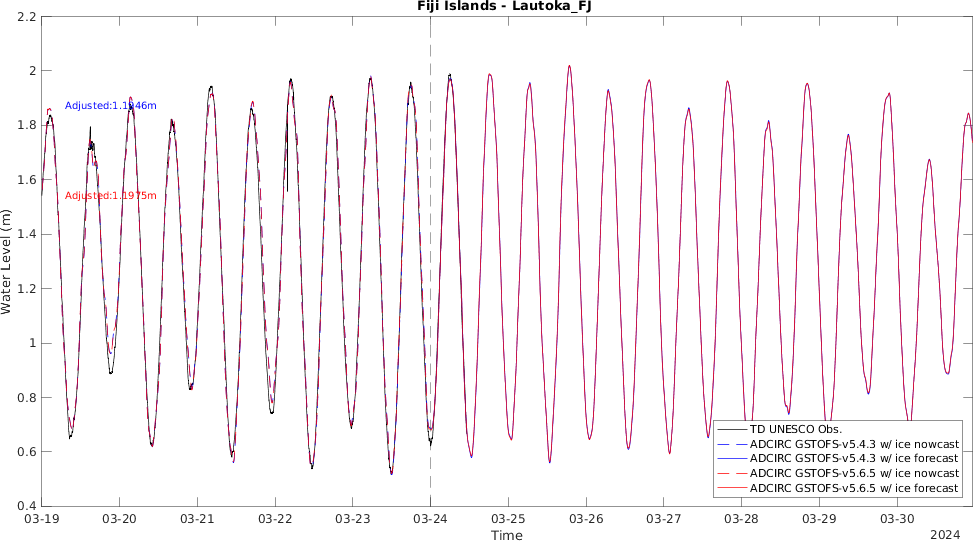 Fiji Islands - Lautoka_FJ
2.2
2
1.8
1.6
1.4
1.2
1
0.8
0.6
0.4
Water Level (m)
Adjusted:1.1946m
Adjusted:1.1975m
TD UNESCO Obs.
ADCIRC GSTOFS-v5.4.3 w/ ice nowcast
ADCIRC GSTOFS-v5.4.3 w/ ice forecast
ADCIRC GSTOFS-v5.6.5 w/ ice nowcast
ADCIRC GSTOFS-v5.6.5 w/ ice forecast
03-19 03-20 03-21 03-22 03-23 03-24 03-25 03-26 03-27 03-28 03-29 03-30
Time
2024